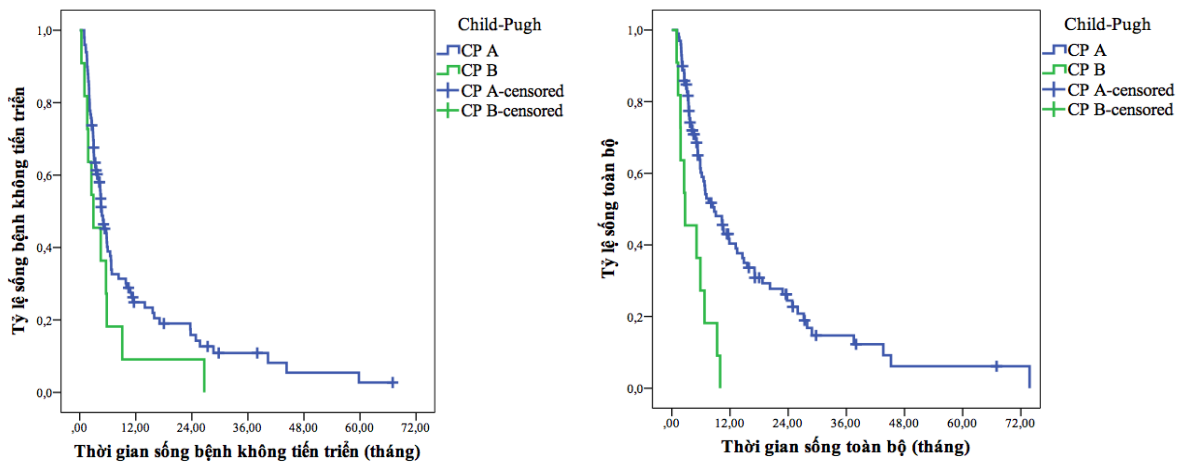 Child-Pugh
CP A
CP B
CP A-censored
CP B-censored
Tỷ lệ sống bệnh không tiến triển
1,0
0,8
0,6
0,4
0,2
0,0
,00 12,00 24,00 36,00 48,00 60,00 72,00
Thời gian sống bệnh không tiến triển (tháng)
Child-Pugh
CP A
CP B
CP A-censored
CP B-censored
Tỷ lệ sống toàn bộ
1,0
0,8
0,6
0,4
0,2
0,0
,00 12,00 24,00 36,00 48,00 60,00 72,00
Thời gian sống toàn bộ (tháng)